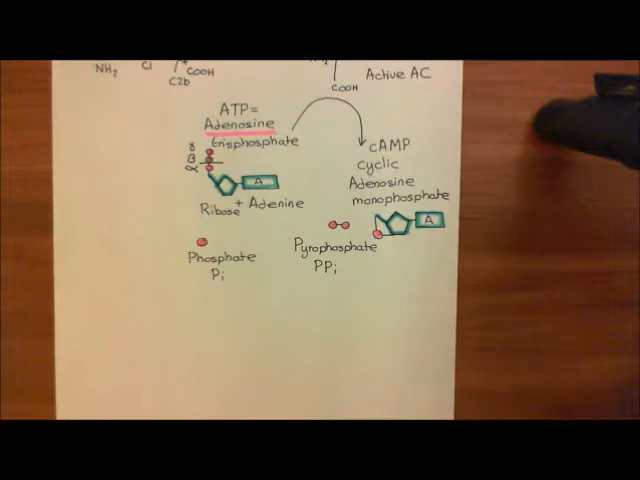 NH₂ Cl COOH
C2b
COOH
Active AC
ATP=
Adenosine
trisphosphate
γ
β
α
A
Ribose + Adenine
cAMP
cyclic
Adenosine
monophosphate
A
Phosphate
Pi
Pyrophosphate
PPi